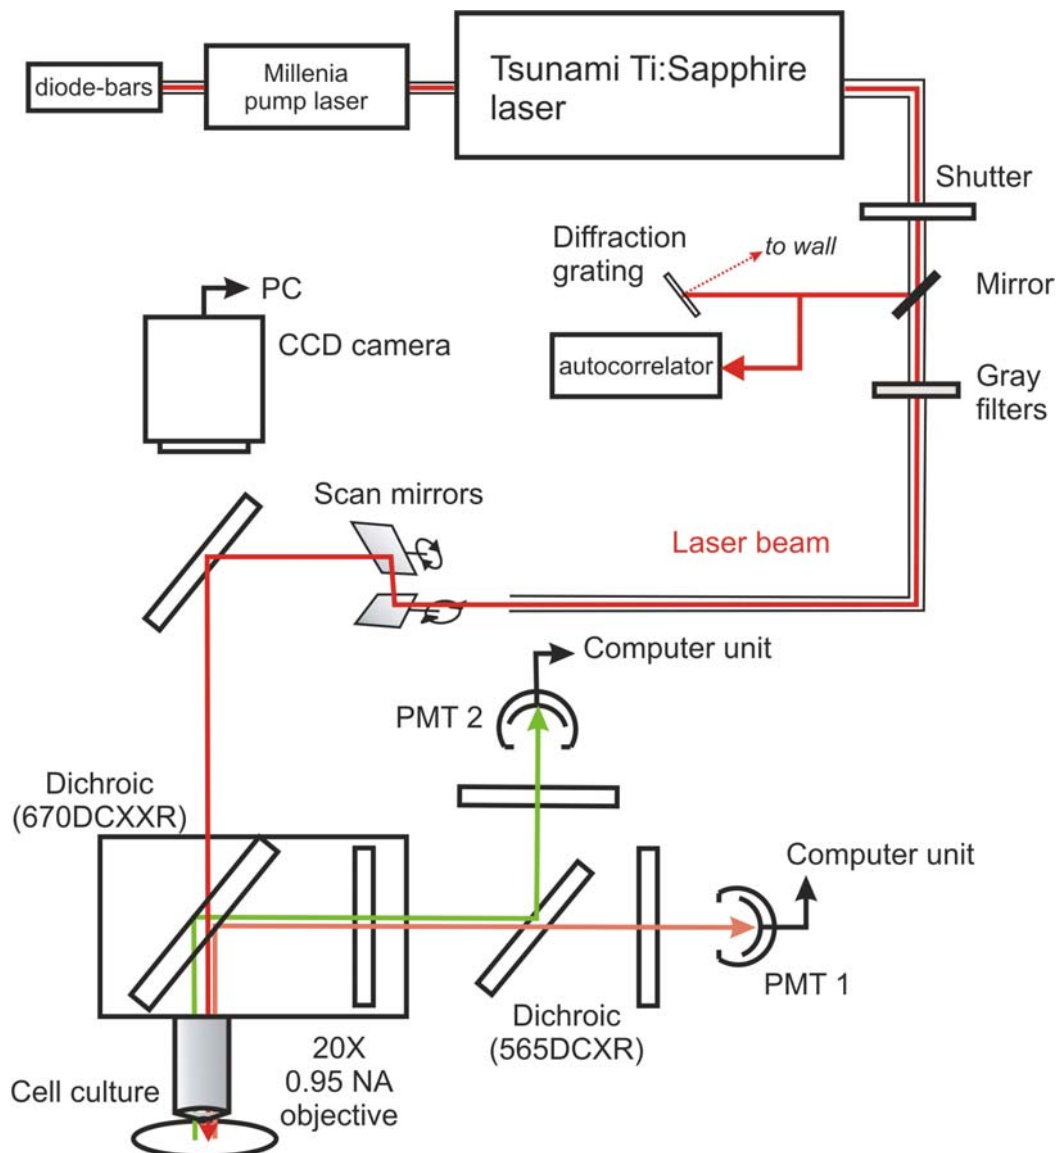 diode-bars
Millenia
pump laser
Tsunami Ti:Sapphire
laser
Shutter
Diffraction
grating
to wall
Mirror
PC
CCD camera
autocorrelator
Gray
filters
Scan mirrors
Laser beam
Computer unit
PMT 2
Dichroic
(670DCXXR)
Computer unit
PMT 1
Dichroic
(565DCXR)
20X
0.95 NA
objective
Cell culture